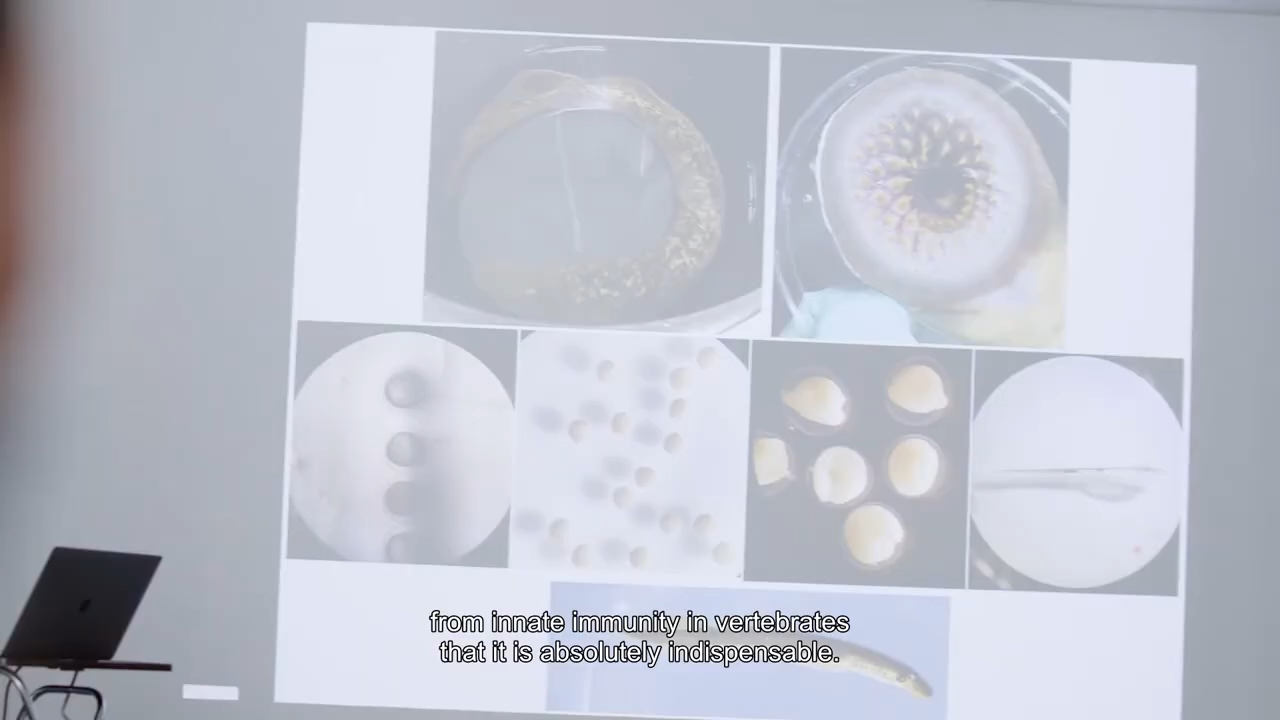 from innate immunity in vertebrates
that it is absolutely indispensable.